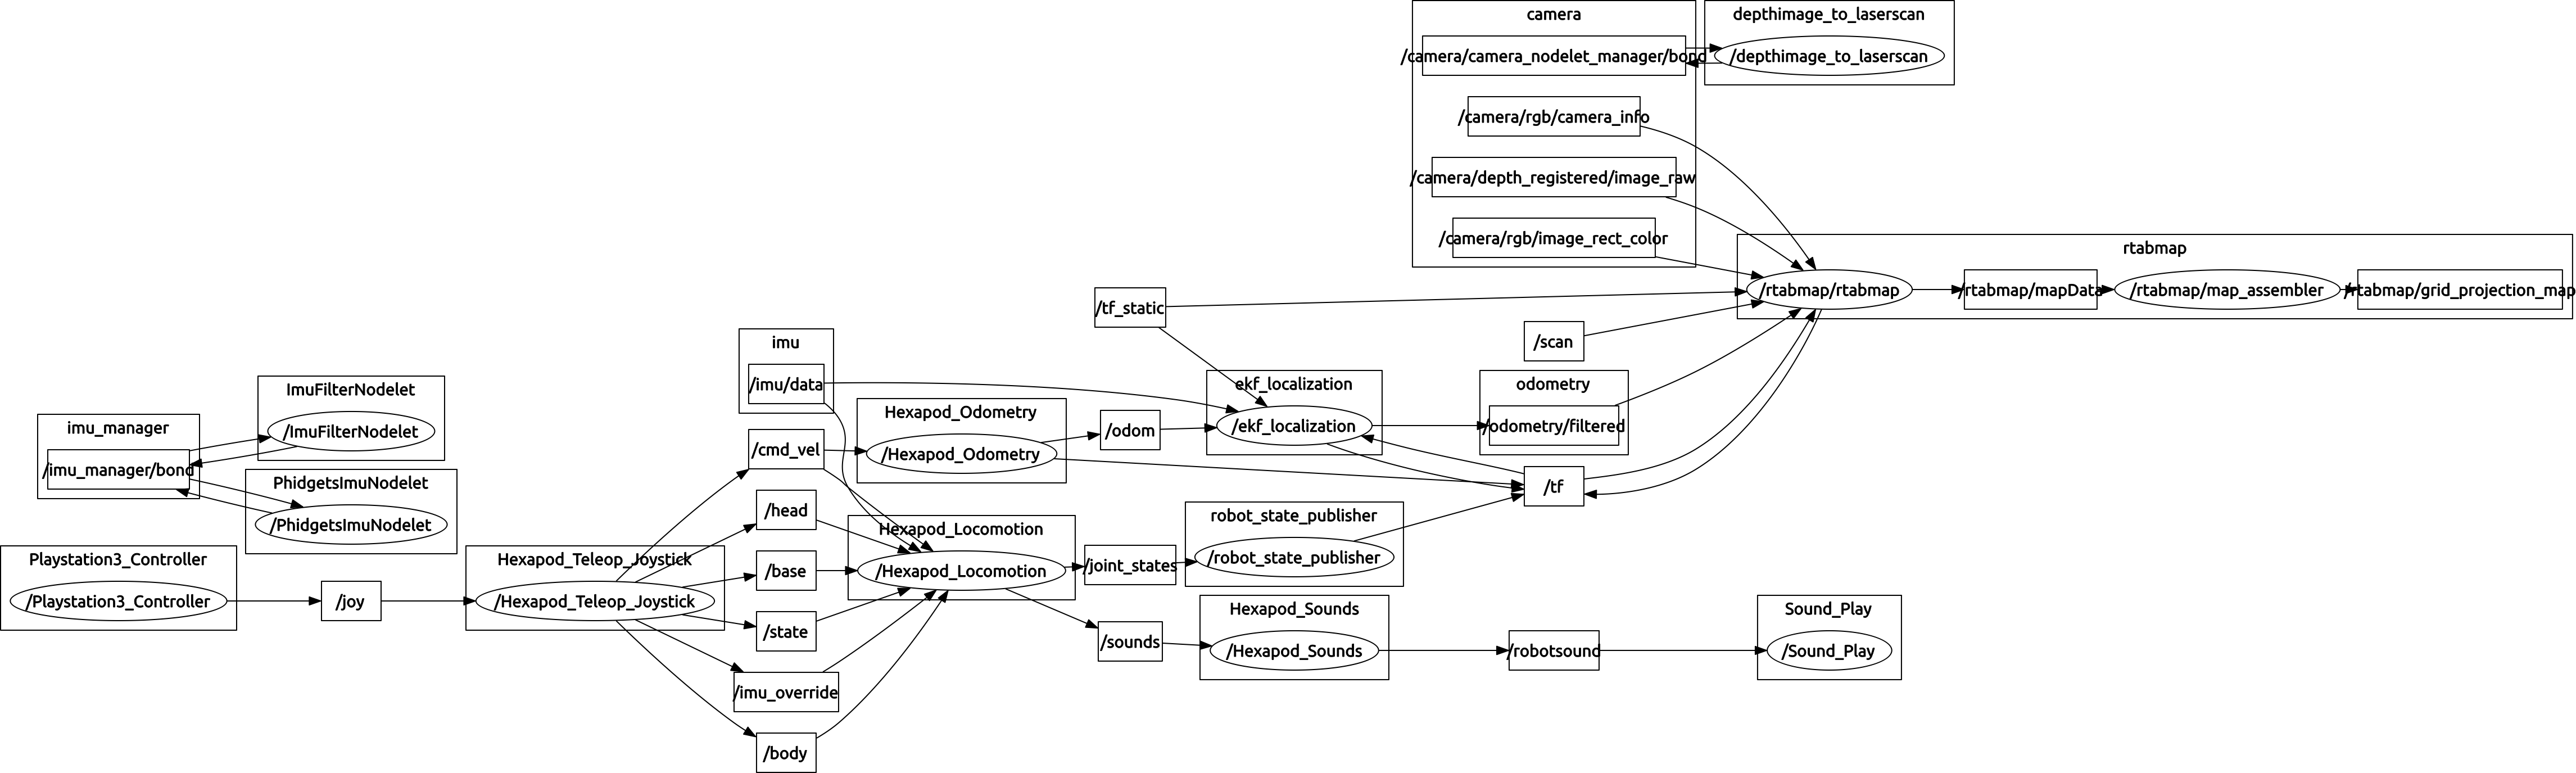 camera
depthimage_to_laserscan
/camera/camera_nodelet_manager/bond
/depthimage_to_laserscan
/camera/rgb/camera_info
/camera/depth_registered/image_raw
/camera/rgb/image_rect_color
rtabmap
/rtabmap/rtabmap
/rtabmap/mapData
/rtabmap/map_assembler
/rtabmap/grid_projection_map
/tf_static
/scan
imu
/imu/data
ekf_localization
/ekf_localization
odometry
/odometry/filtered
ImuFilterNodelet
/ImuFilterNodelet
imu_manager
/imu_manager/bond
Hexapod_Odometry
/Hexapod_Odometry
/odom
/cmd_vel
PhidgetsImuNodelet
/PhidgetsImuNodelet
/tf
/head
Hexapod_Locomotion
/Hexapod_Locomotion
robot_state_publisher
/robot_state_publisher
/joint_states
Playstation3_Controller
/Playstation3_Controller
/joy
Hexapod_Teleop_Joystick
/Hexapod_Teleop_Joystick
/base
/state
/sounds
Hexapod_Sounds
/Hexapod_Sounds
/robotsound
Sound_Play
/Sound_Play
/imu_override
/body